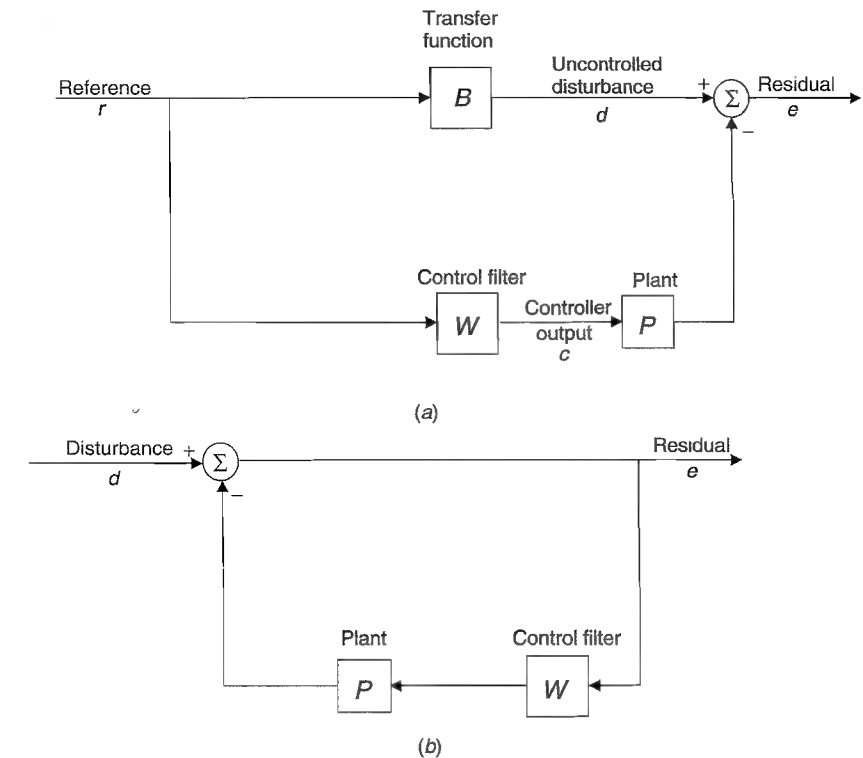 Transfer
function
Reference
r
B
Uncontrolled
disturbance
d
+
Σ
Residual
e
−
Control filter
W
Controller
output
c
Plant
P
(a)
Disturbance
d
+
Σ
−
Residual
e
Plant
P
Control filter
W
(b)